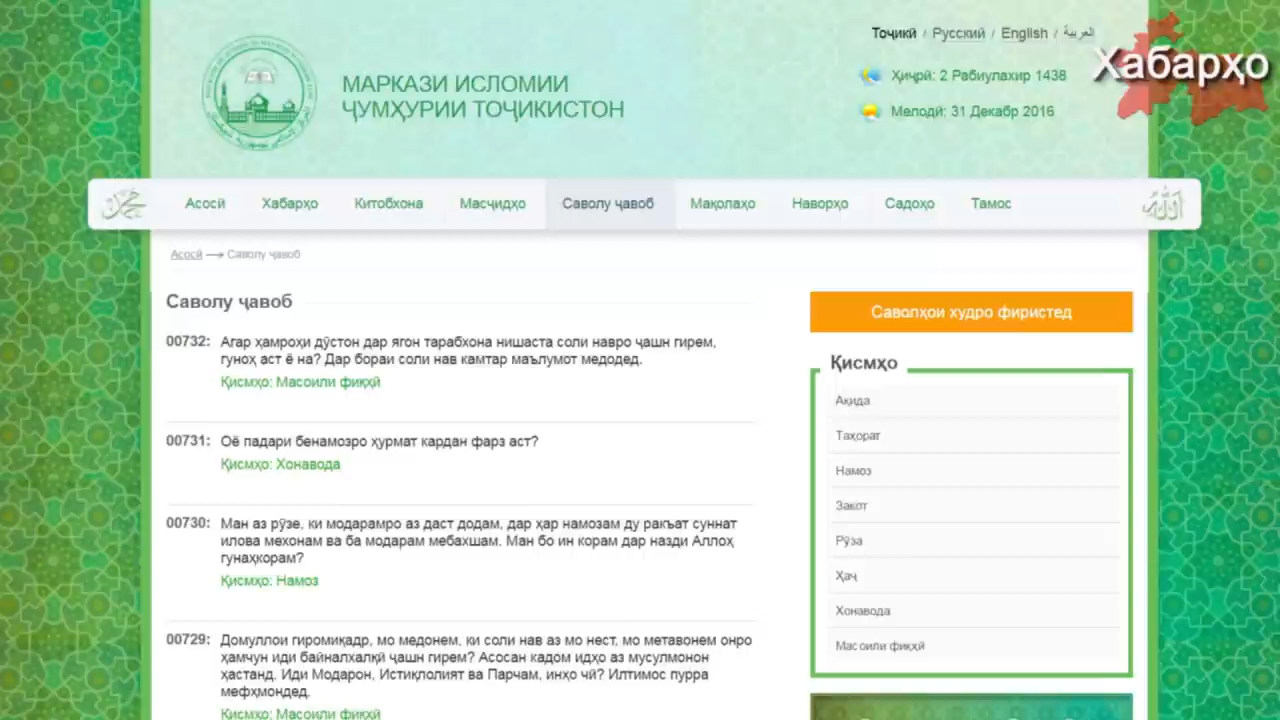 Тоҷикӣ / Русский / English / العربية
Хабарҳо
МАРКАЗИ ИСЛОМИИ
ҶУМҲУРИИ ТОҶИКИСТОН
Ҳиҷрӣ: 2 Рабиулахир 1438
Мелодӣ: 31 Декабр 2016
Асосӣ Хабарҳо Китобхона Масҷидҳо Саволу ҷавоб Мақолаҳо Наворҳо Садоҳо Тамос
Асосӣ → Саволу ҷавоб
Саволу ҷавоб
00732: Агар ҳамроҳи дӯстон дар ягон тарабхона нишаста соли навро ҷашн гирем,
гуноҳ аст ё на? Дар бораи соли нав камтар маълумот медодед.
Қисмҳо: Масоили фиқҳӣ
00731: Оё падари бенамозро ҳурмат кардан фарз аст?
Қисмҳо: Хонавода
00730: Ман аз рӯзе, ки модарамро аз даст додам, дар ҳар намозам ду ракъат суннат
илова мехонам ва ба модарам мебахшам. Ман бо ин корам дар назди Аллоҳ
гунаҳкорам?
Қисмҳо: Намоз
00729: Домуллои гиромиқадр, мо медонем, ки соли нав аз мо нест, мо метавонем онро
ҳамчун иди байналхалқӣ ҷашн гирем? Асосан кадом идҳо аз мусулмонон
ҳастанд. Иди Модарон, Истиқлолият ва Парчам, инҳо чӣ? Илтимос пурра
мефҳмондед.
Қисмҳо: Масоили фиқҳӣ
Саволҳои худро фиристед
Қисмҳо
Ақида
Таҳорат
Намоз
Закот
Рӯза
Ҳаҷ
Хонавода
Масоили фиқҳӣ